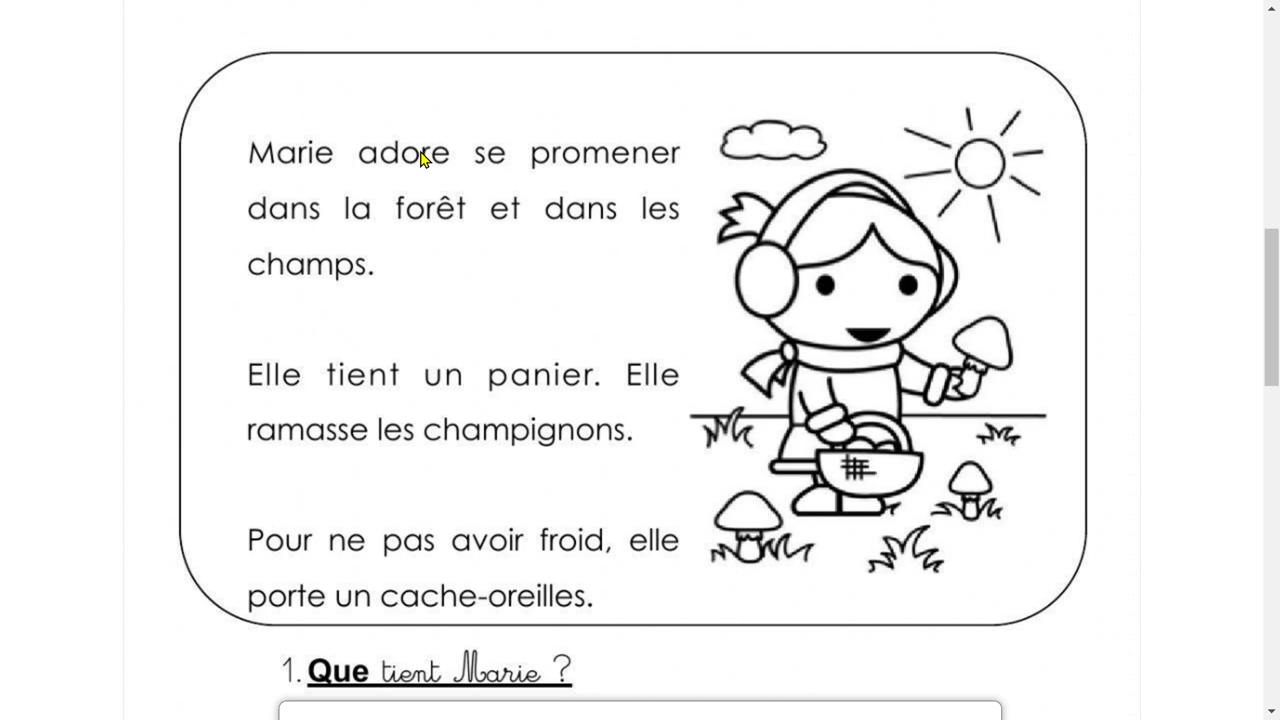 Marie adore se promener
dans la forêt et dans les
champs.
Elle tient un panier. Elle
ramasse les champignons.
Pour ne pas avoir froid, elle
porte un cache-oreilles.
1. Que tient Marie ?